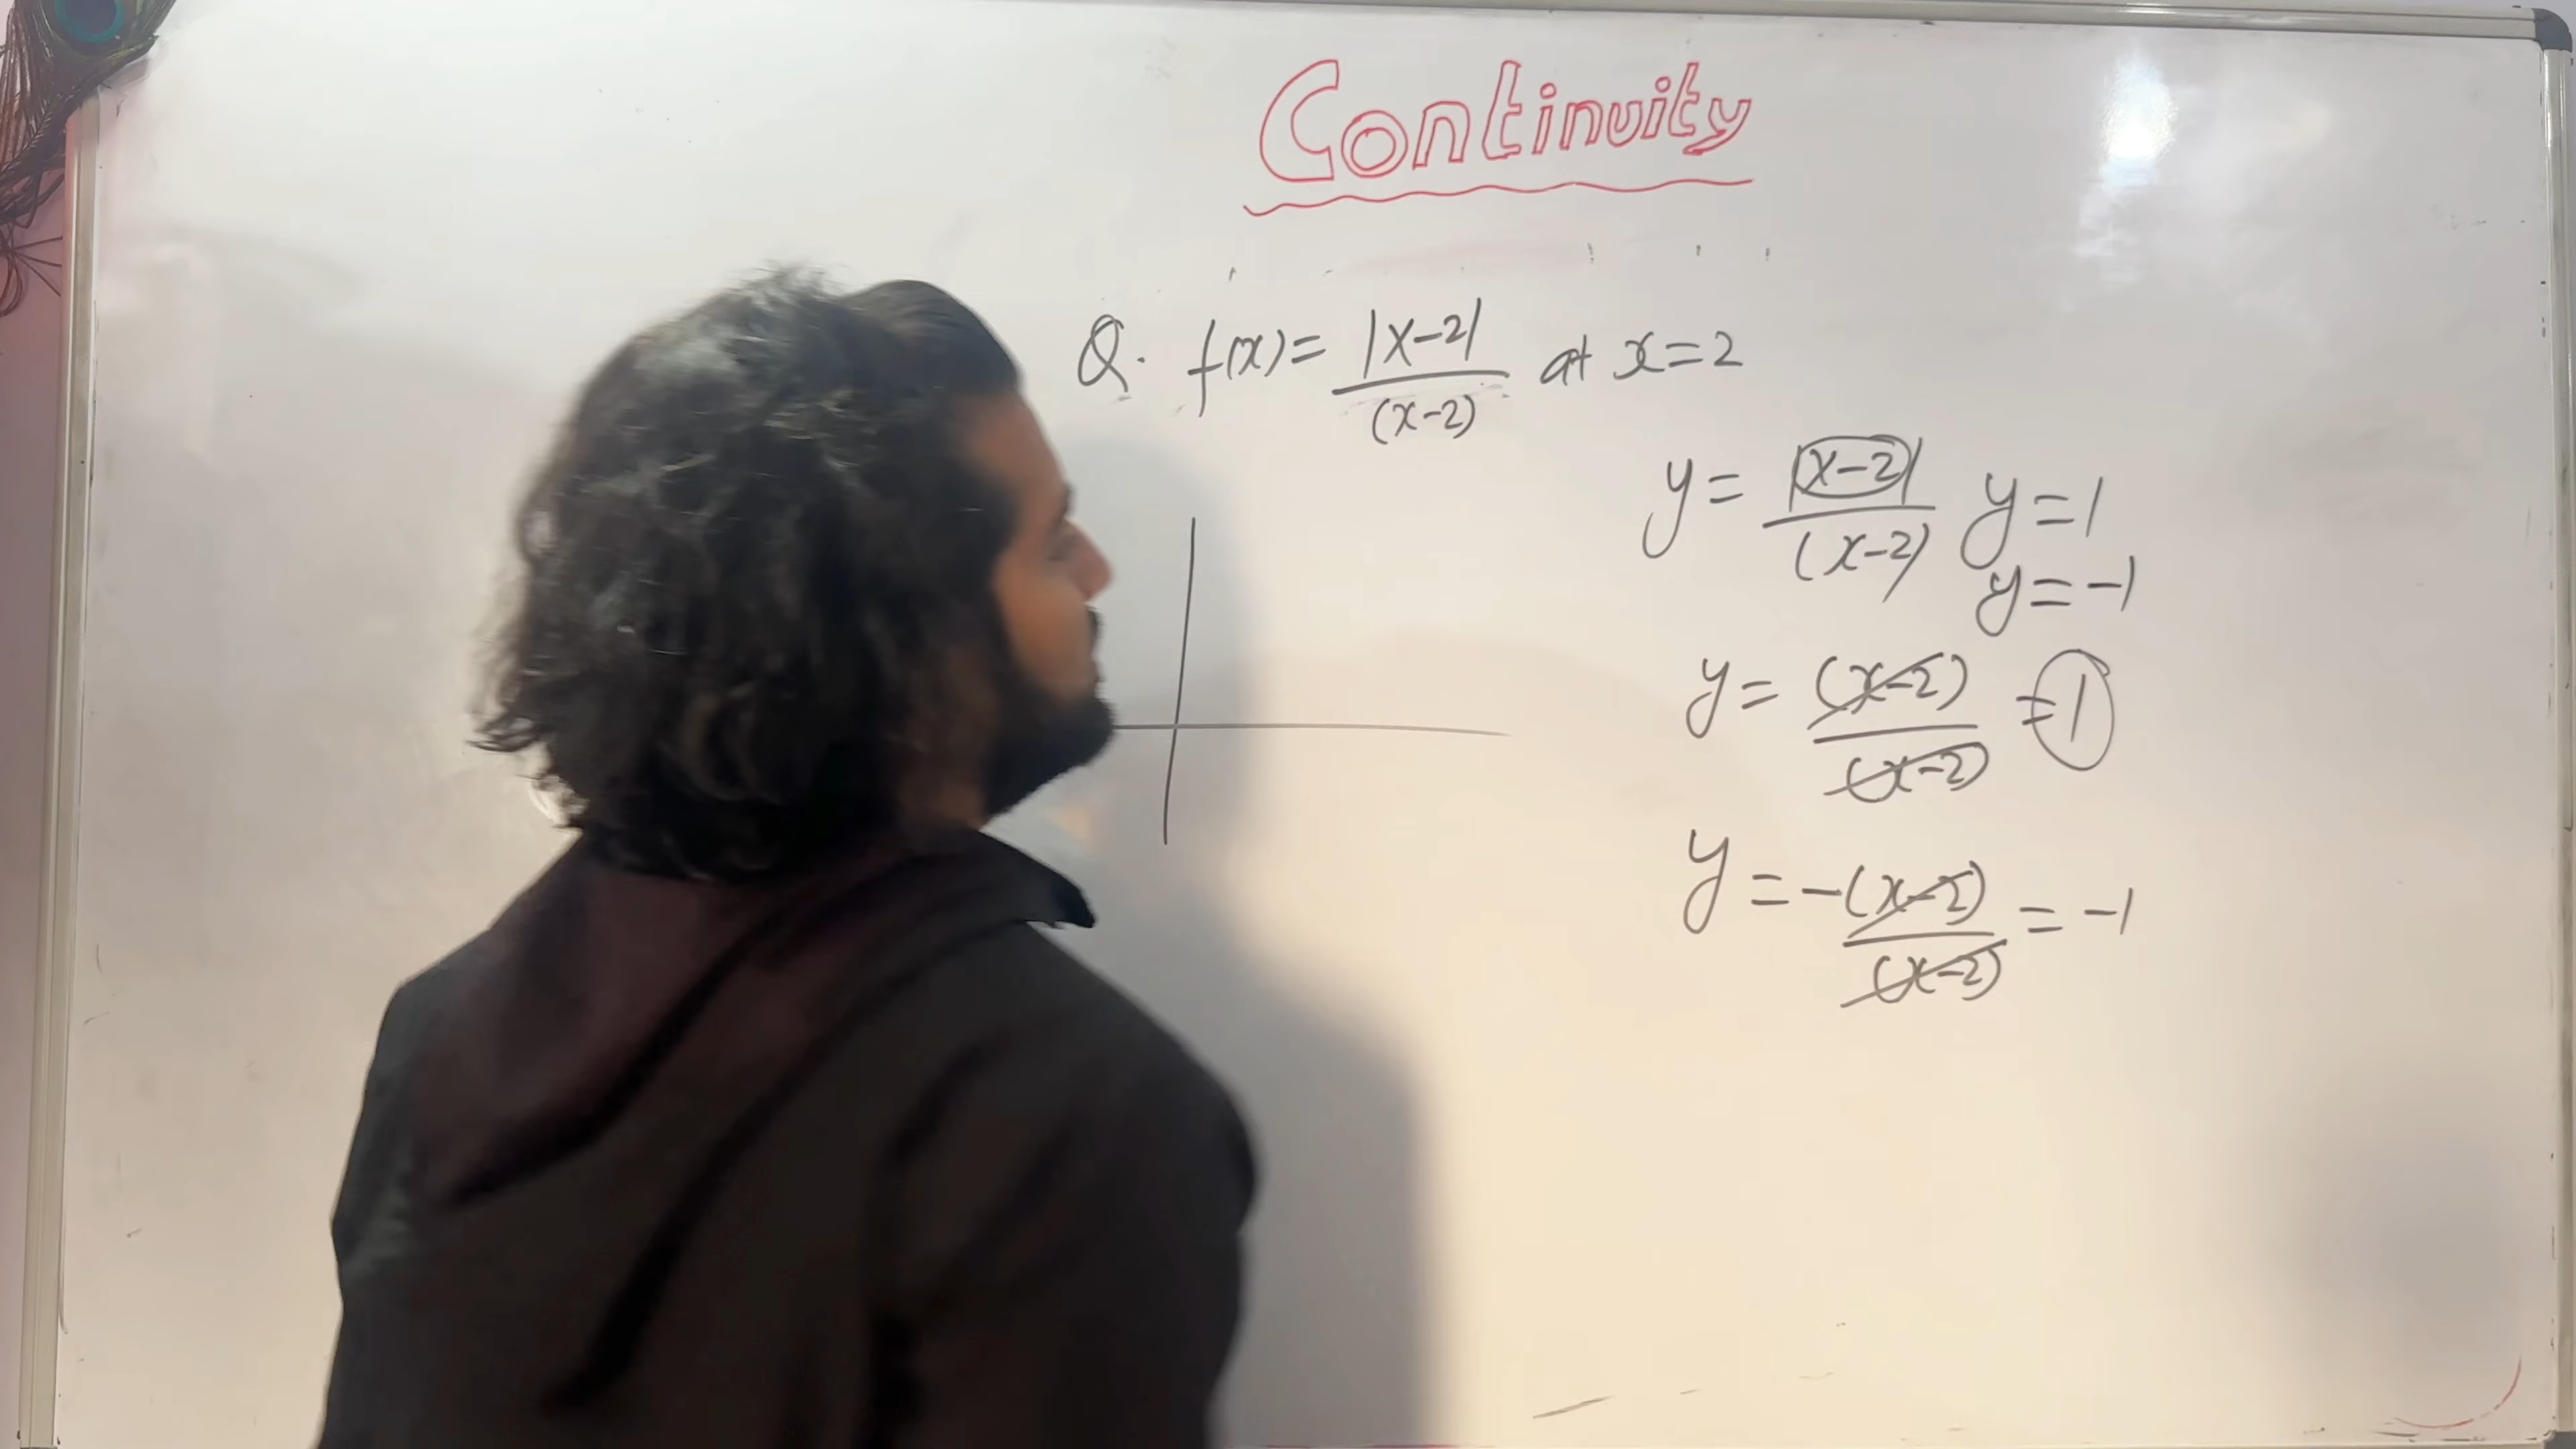 Continuity
Q. f(x) = |x-2| / (x-2) at x=2
y = |x-2| / (x-2)
y = 1
y = -1
y = (x-2) / (x-2) = 1
y = -(x-2) / (x-2) = -1